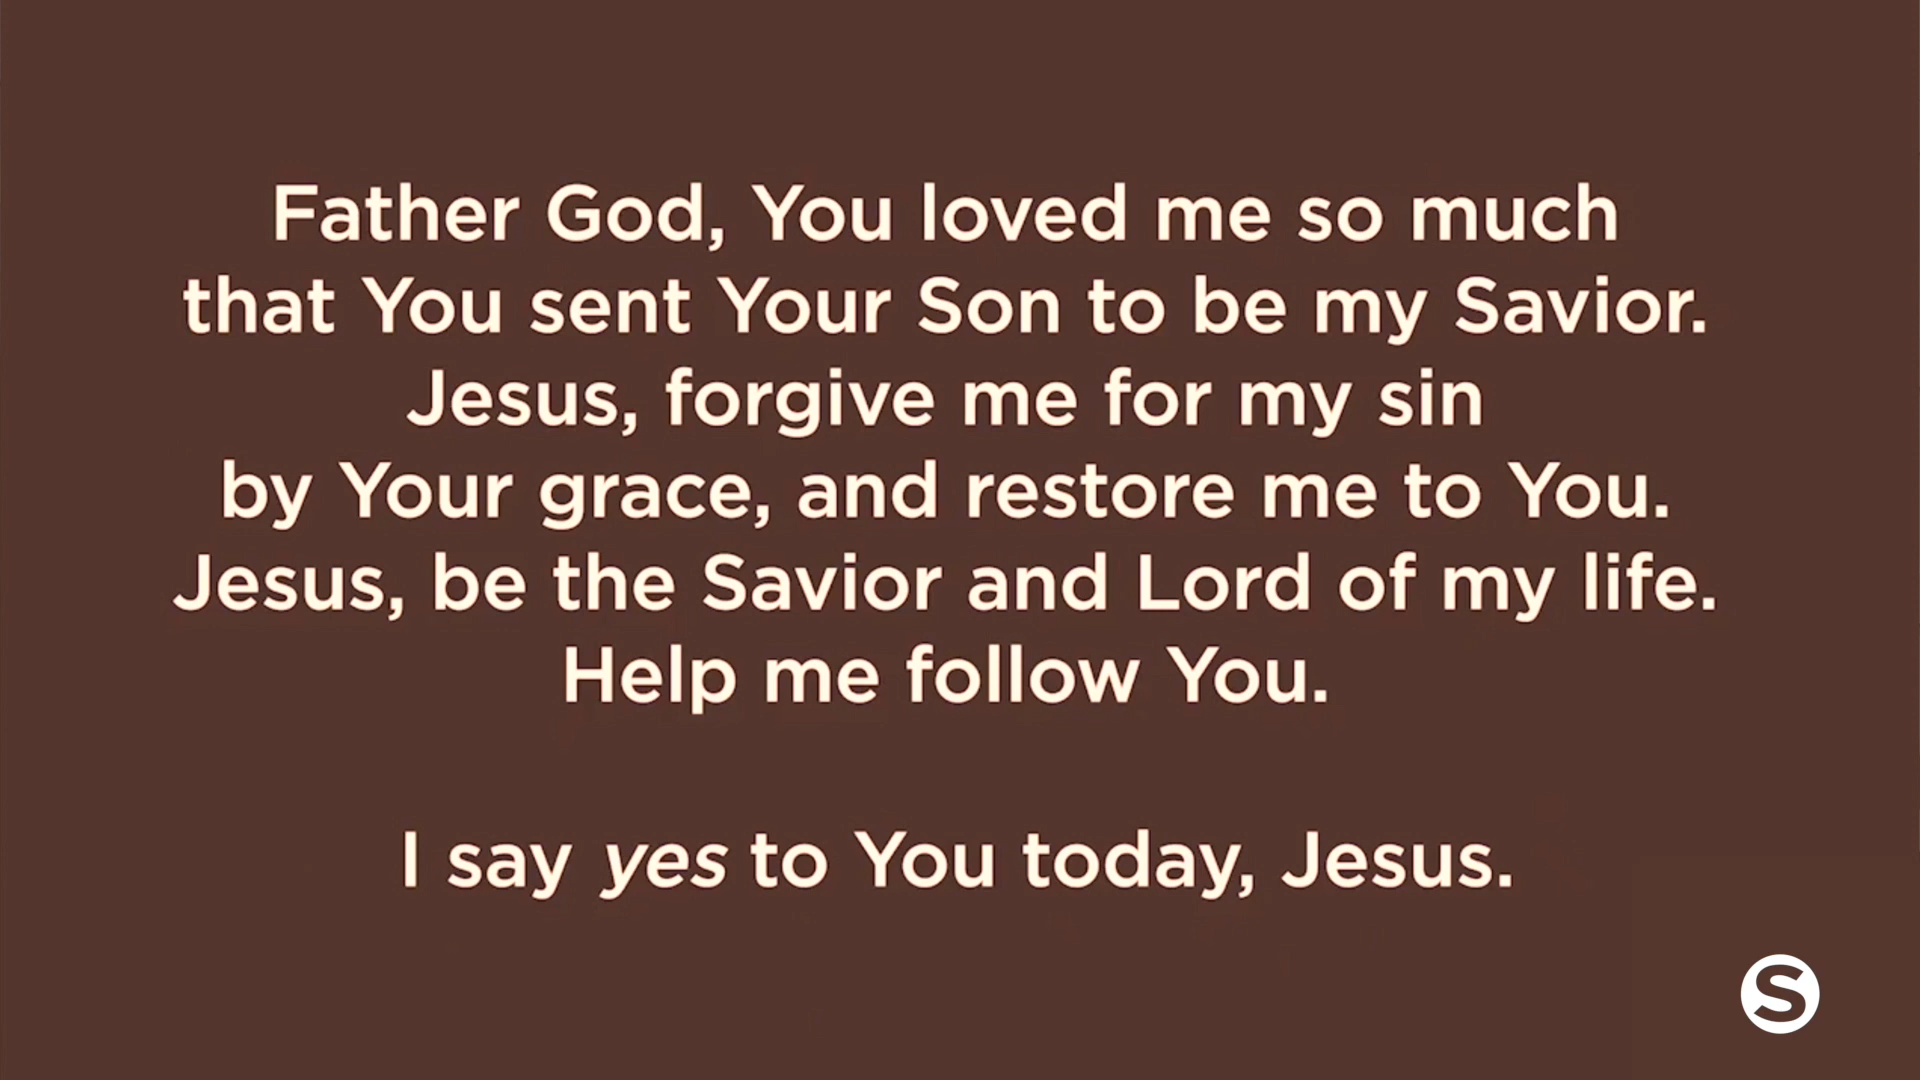 Father God, You loved me so much
that You sent Your Son to be my Savior.
Jesus, forgive me for my sin
by Your grace, and restore me to You.
Jesus, be the Savior and Lord of my life.
Help me follow You.
I say yes to You today, Jesus.
S